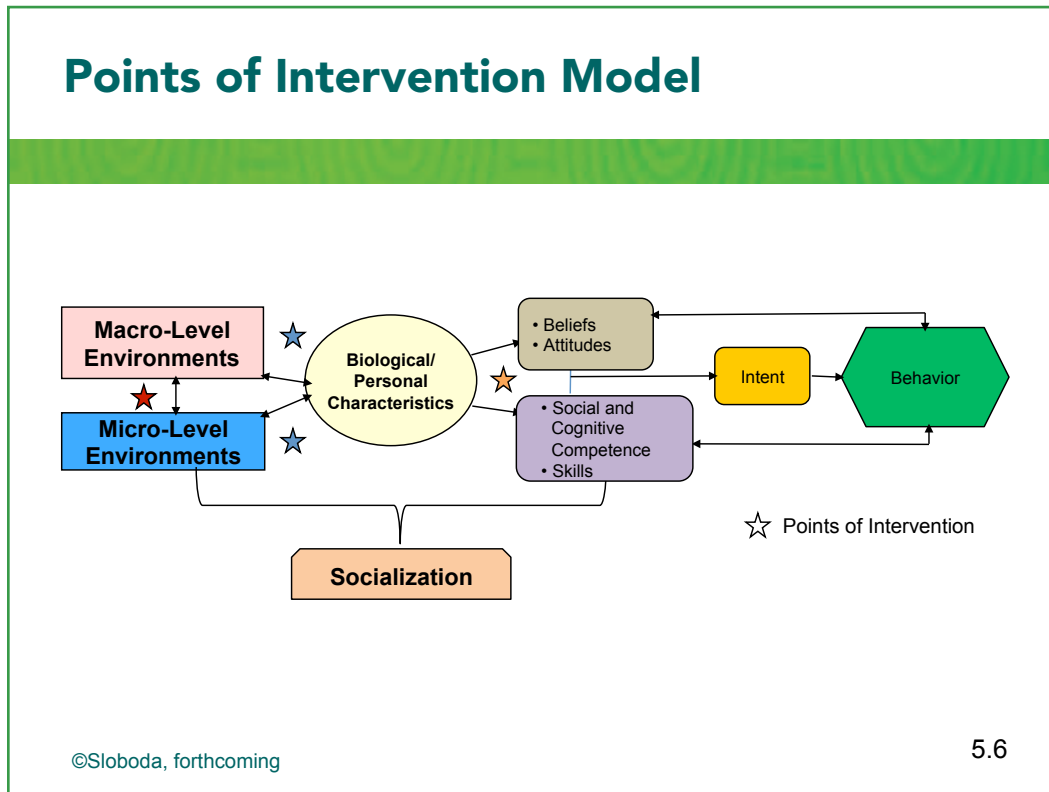 Points of Intervention Model
Macro-Level
Environments
Micro-Level
Environments
Biological/
Personal
Characteristics
• Beliefs
• Attitudes
• Social and
Cognitive
Competence
• Skills
Intent
Behavior
Points of Intervention
Socialization
©Sloboda, forthcoming
5.6